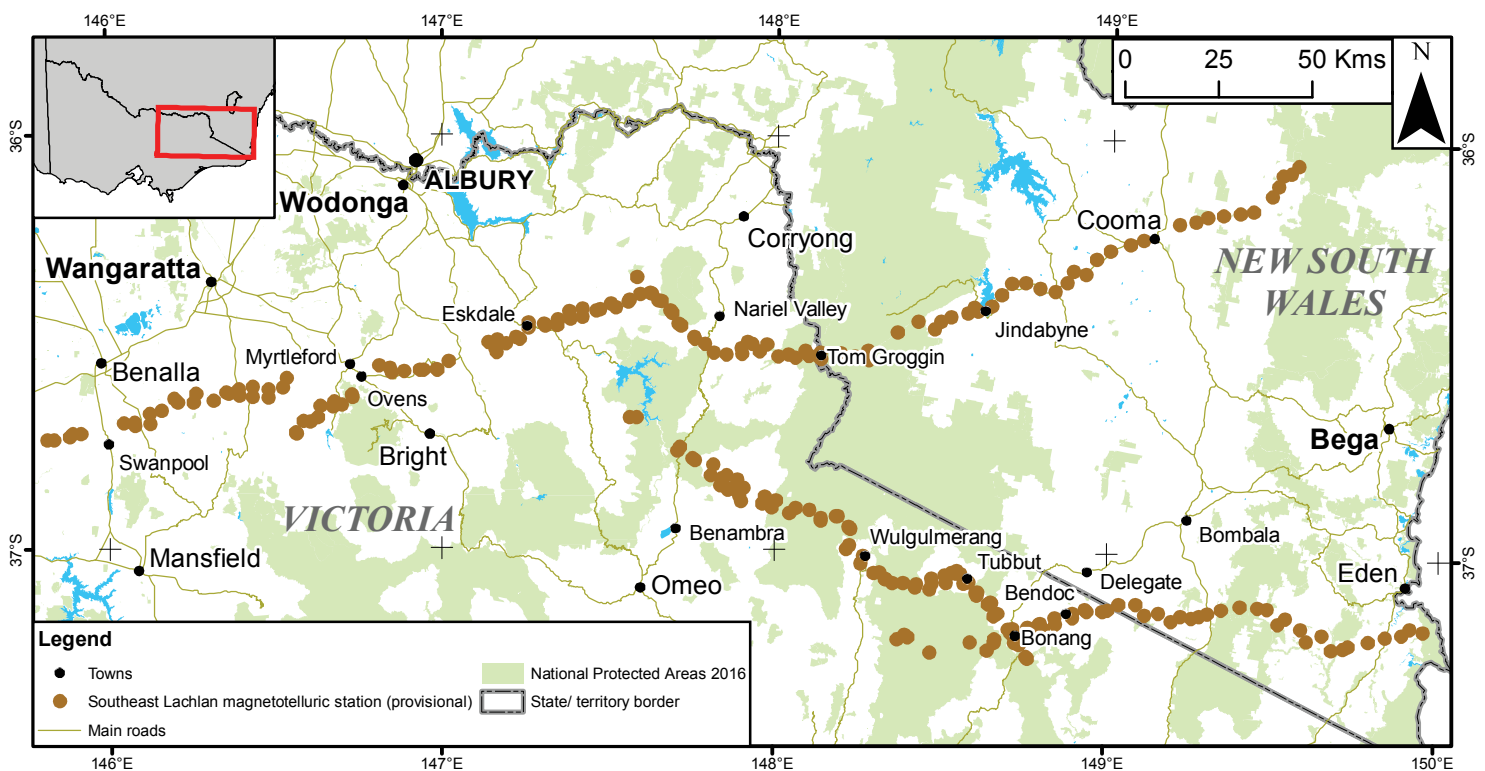 146°E
147°E
148°E
149°E
0 25 50 Kms
N
36°S
36°S
ALBURY
Wodonga
Corryong
Cooma
Wangaratta
NEW SOUTH
WALES
Eskdale
Nariel Valley
Jindabyne
Myrtleford
Tom Groggin
Benalla
Ovens
Bright
Bega
Swanpool
VICTORIA
Benambra
Wulgulmerang
Bombala
Mansfield
Tubbut
37°S
37°S
Omeo
Delegate
Eden
Bendoc
Bonang
Legend
Towns
National Protected Areas 2016
Southeast Lachlan magnetotelluric station (provisional)
State/ territory border
Main roads
146°E
147°E
148°E
149°E
150°E